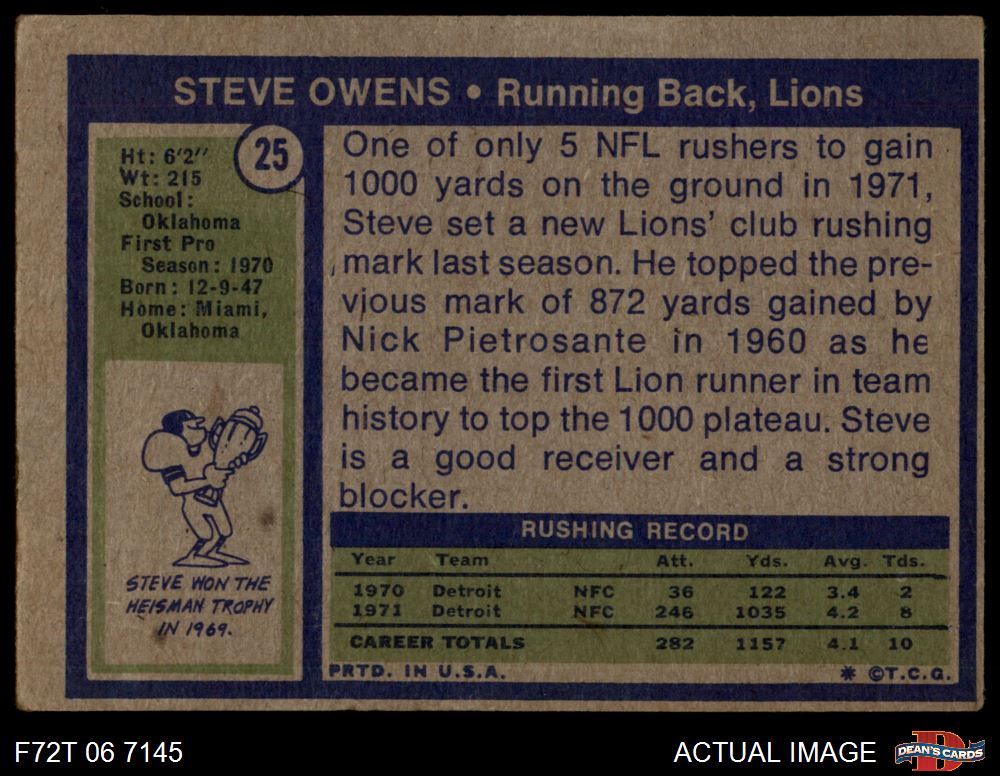 STEVE OWENS • Running Back, Lions
25
Ht: 6'2''
Wt: 215
School:
Oklahoma
First Pro
Season: 1970
Born: 12-9-47
Home: Miami,
Oklahoma
STEVE WON THE
HEISMAN TROPHY
IN 1969.
One of only 5 NFL rushers to gain
1000 yards on the ground in 1971,
Steve set a new Lions' club rushing
mark last season. He topped the pre-
vious mark of 872 yards gained by
Nick Pietrosante in 1960 as he
became the first Lion runner in team
history to top the 1000 plateau. Steve
is a good receiver and a strong
blocker.
RUSHING RECORD
Year Team Att. Yds. Avg. Tds.
1970 Detroit NFC 36 122 3.4 2
1971 Detroit NFC 246 1035 4.2 8
CAREER TOTALS 282 1157 4.1 10
PRTD. IN U.S.A. * ©T.C.G.
F72T 06 7145 ACTUAL IMAGE D DEAN'S CARDS